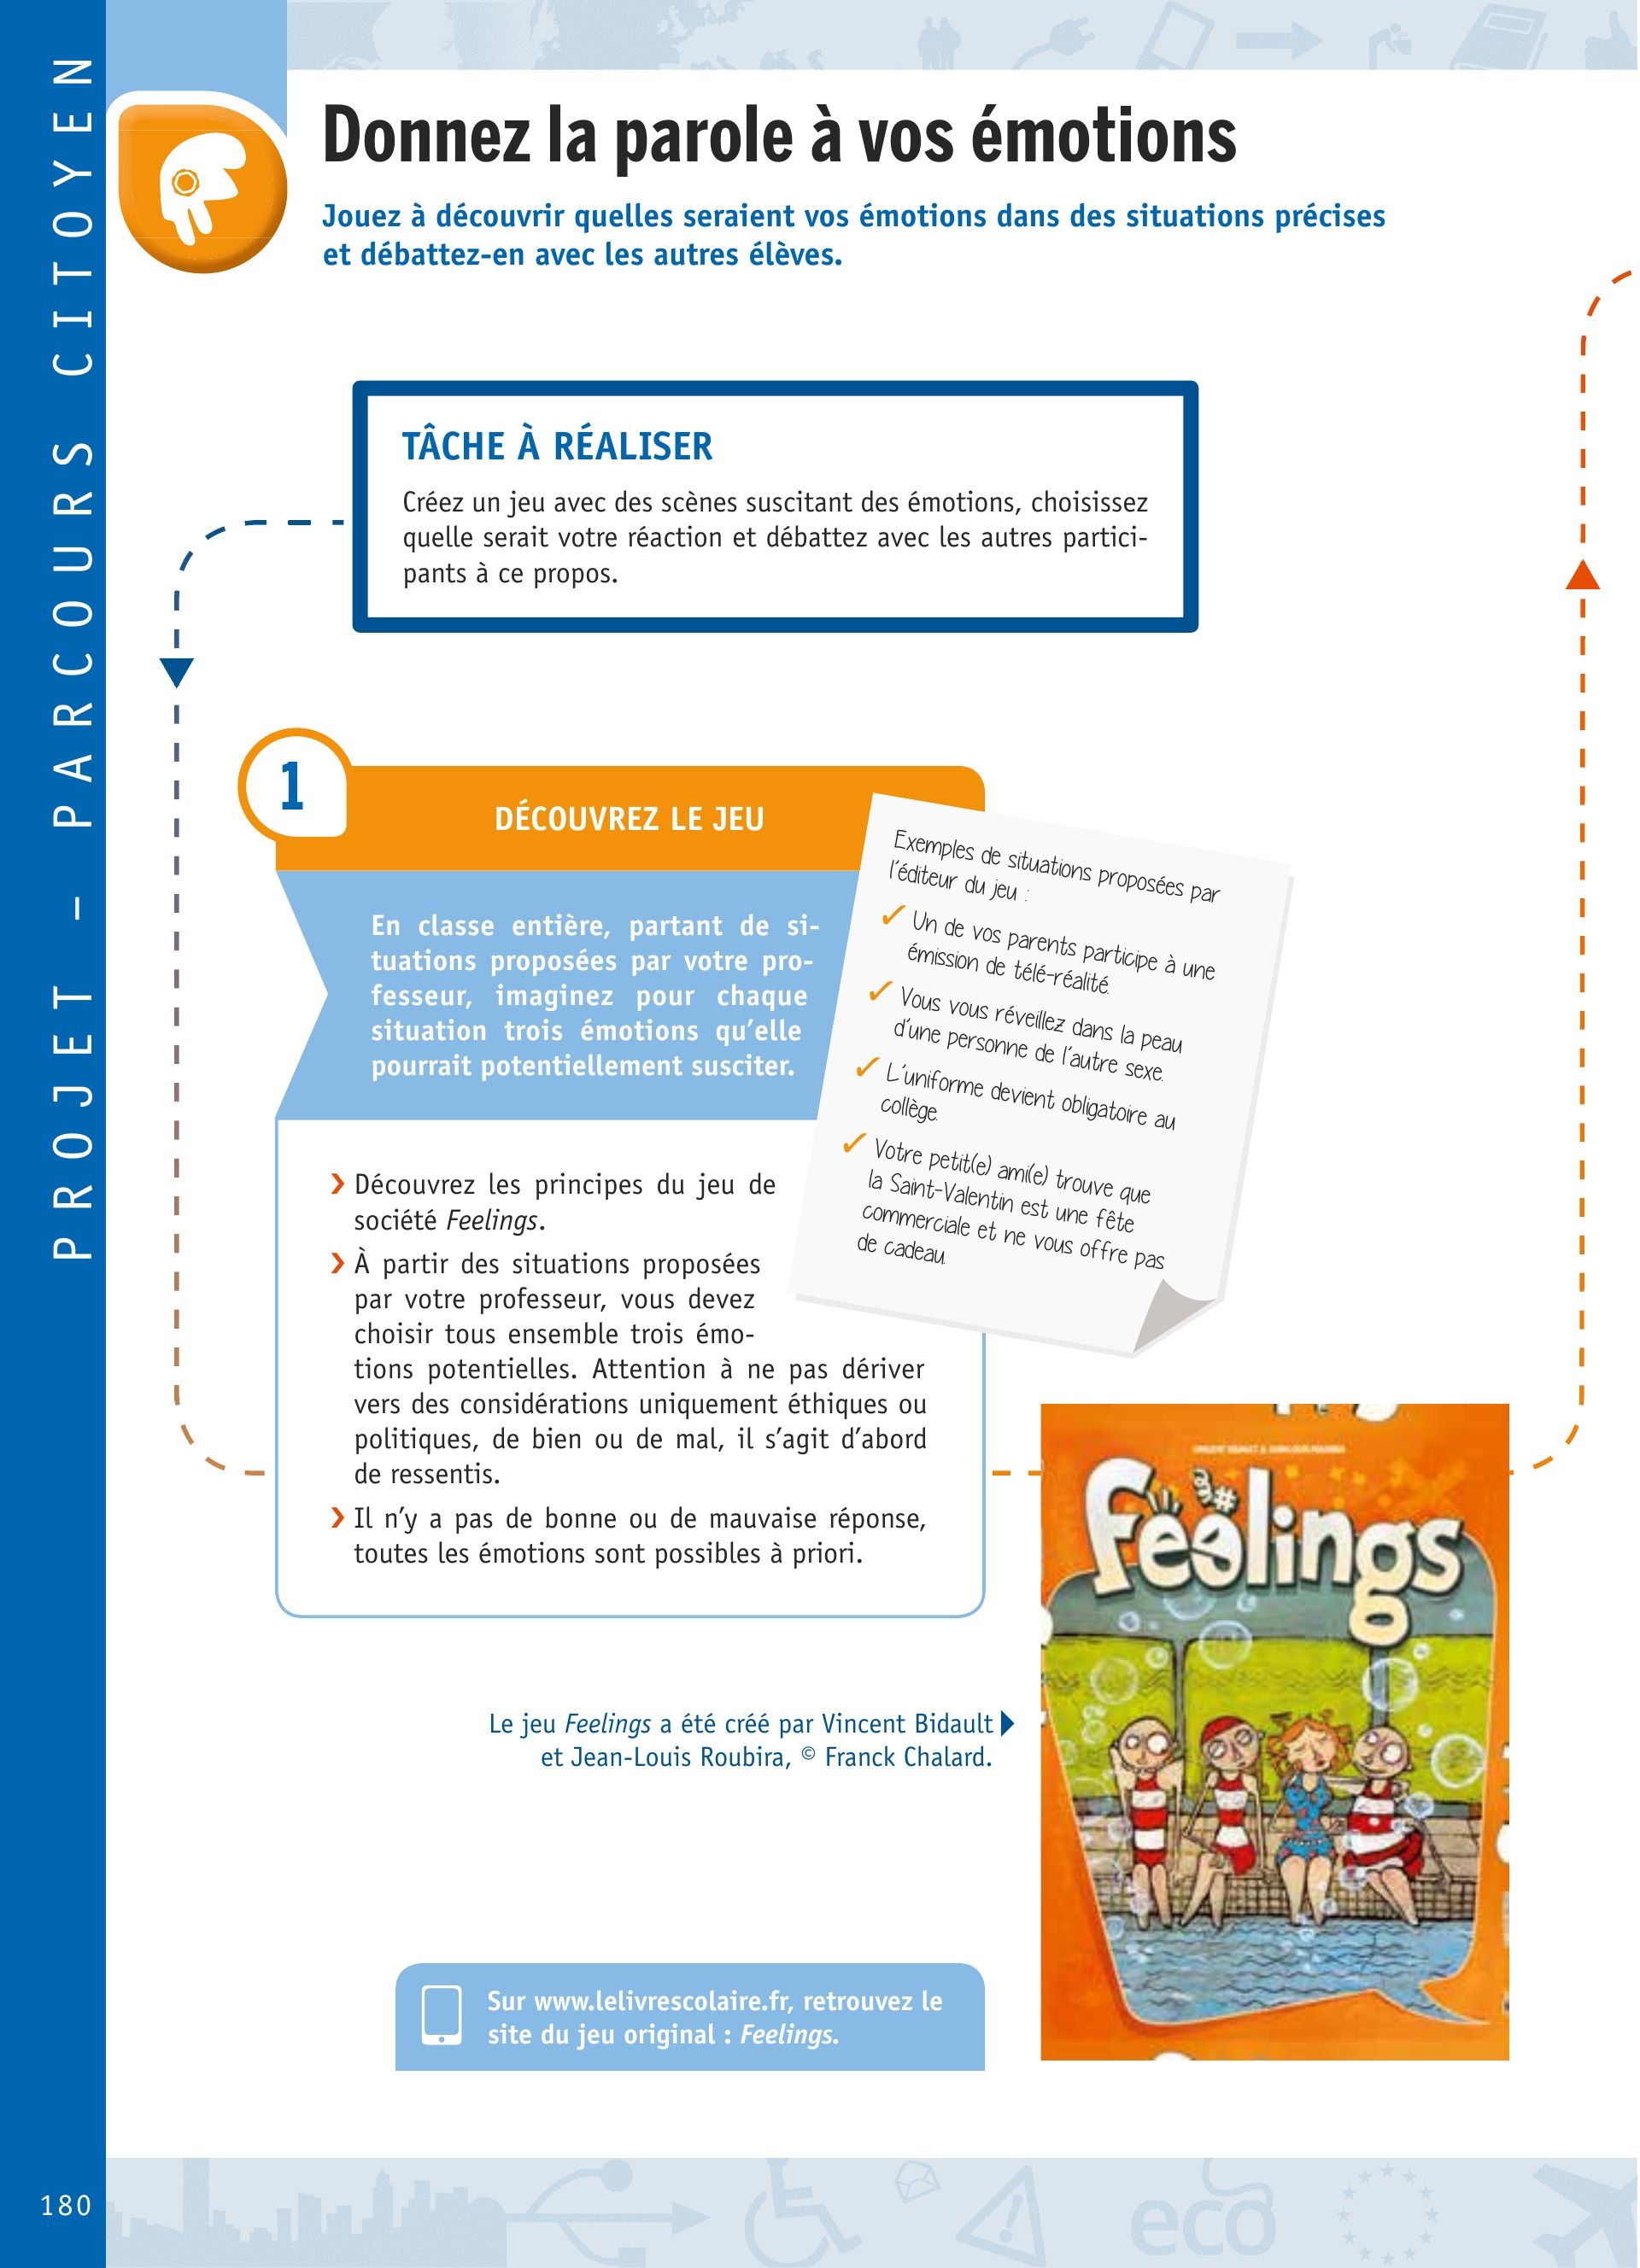 PROJET – PARCOURS CITOYEN
Donnez la parole à vos émotions
Jouez à découvrir quelles seraient vos émotions dans des situations précises
et débattez-en avec les autres élèves.
TÂCHE À RÉALISER
Créez un jeu avec des scènes suscitant des émotions, choisissez
quelle serait votre réaction et débattez avec les autres partici-
pants à ce propos.
1
DÉCOUVREZ LE JEU
En classe entière, partant de si-
tuations proposées par votre pro-
fesseur, imaginez pour chaque
situation trois émotions qu'elle
pourrait potentiellement susciter.
Exemples de situations proposées par
l'éditeur du jeu :
✓ Un de vos parents participe à une
émission de télé-réalité.
✓ Vous vous réveillez dans la peau
d'une personne de l'autre sexe.
✓ L'uniforme devient obligatoire au
collège.
✓ Votre petit(e) ami(e) trouve que
la Saint-Valentin est une fête
commerciale et ne vous offre pas
de cadeau.
› Découvrez les principes du jeu de
société Feelings.
› À partir des situations proposées
par votre professeur, vous devez
choisir tous ensemble trois émo-
tions potentielles. Attention à ne pas dériver
vers des considérations uniquement éthiques ou
politiques, de bien ou de mal, il s'agit d'abord
de ressentis.
› Il n'y a pas de bonne ou de mauvaise réponse,
toutes les émotions sont possibles à priori.
Feelings
Le jeu Feelings a été créé par Vincent Bidault
et Jean-Louis Roubira, © Franck Chalard.
Sur www.lelivrescolaire.fr, retrouvez le
site du jeu original : Feelings.
eco
180